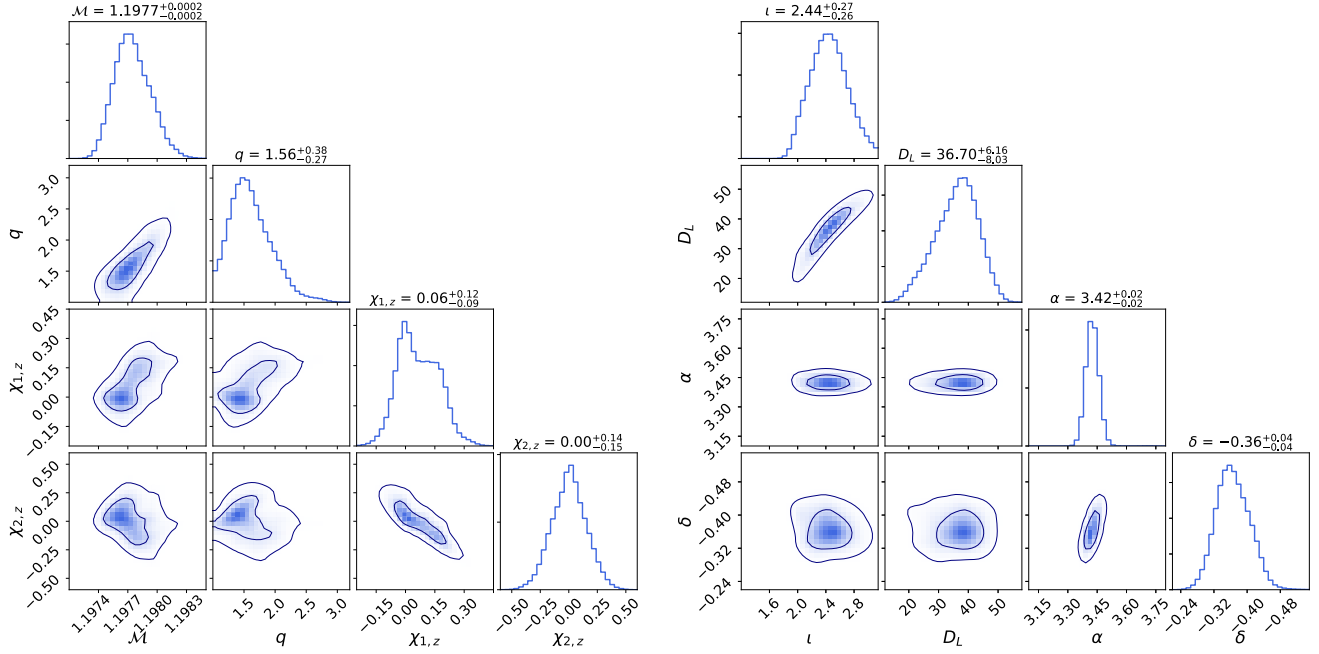 𝓜 = 1.1977^{+0.0002}_{−0.0002}
ι = 2.44^{+0.27}_{−0.26}
q = 1.56^{+0.38}_{−0.27}
D_L = 36.70^{+6.16}_{−8.03}
q
3.0
2.5
2.0
1.5
D_L
50
40
30
20
χ_{1,z} = 0.06^{+0.12}_{−0.09}
α = 3.42^{+0.02}_{−0.02}
χ_{1,z}
0.45
0.30
0.15
0.00
−0.15
α
3.75
3.60
3.45
3.30
3.15
χ_{2,z} = 0.00^{+0.14}_{−0.15}
δ = −0.36^{+0.04}_{−0.04}
χ_{2,z}
0.50
0.25
0.00
−0.25
−0.50
δ
−0.48
−0.40
−0.32
−0.24
1.1974 1.1977 1.1980 1.1983
1.5 2.0 2.5 3.0
−0.15 0.00 0.15 0.30 0.45
−0.50 −0.25 0.00 0.25 0.50
1.6 2.0 2.4 2.8
20 30 40 50
3.15 3.30 3.45 3.60 3.75
−0.24 −0.32 −0.40 −0.48
𝓜 q χ_{1,z} χ_{2,z}
ι D_L α δ